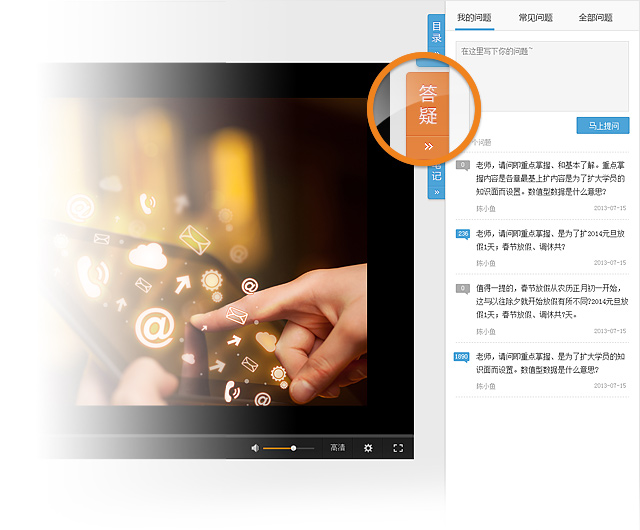 我的问题
常见问题
全部问题
目
录
»
在这里写下你的问题~
答
疑
»
马上提问
个问题
记
»
0
老师，请问即重点掌握、和基本了解。重点掌
握内容是吾章最基上扩内容是为了扩大学员的
知识面而设置。数值型数据是什么意思?
陈小鱼
2013-07-15
236
老师，请问即重点掌握、是为了扩2014元旦放
假1天；春节放假、调休共?
陈小鱼
2013-07-15
0
值得一提的，春节放假从农历正月初一开始，
这与以往除夕就开始放假有所不同?2014元旦放
假1天；春节放假、调休共?天。
陈小鱼
2013-07-15
1890
老师，请问即重点掌握、是为了扩大学员的知
识面而设置。数值型数据是什么意思?
陈小鱼
2013-07-15
高清